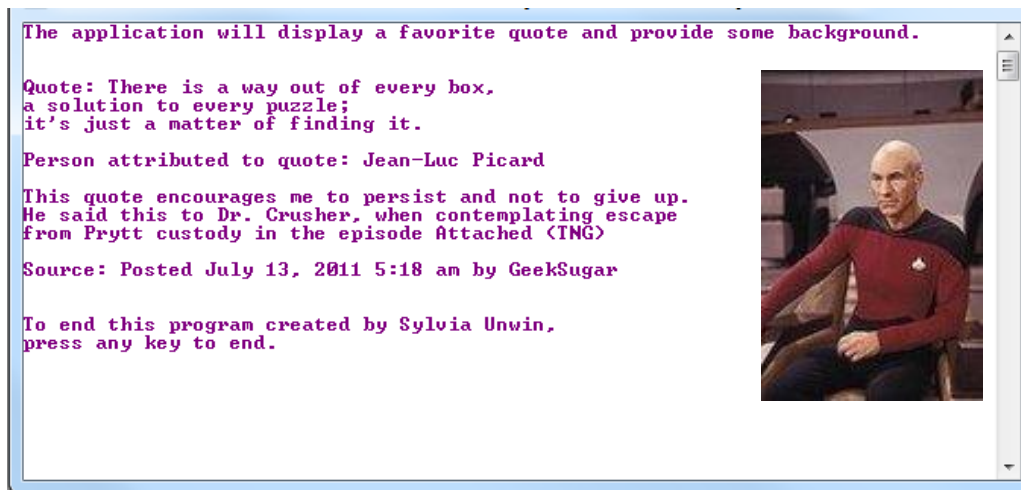 The application will display a favorite quote and provide some background.
Quote: There is a way out of every box,
a solution to every puzzle;
it's just a matter of finding it.
Person attributed to quote: Jean-Luc Picard
This quote encourages me to persist and not to give up.
He said this to Dr. Crusher, when contemplating escape
from Prytt custody in the episode Attached (TNG)
Source: Posted July 13, 2011 5:18 am by GeekSugar
To end this program created by Sylvia Unwin,
press any key to end.